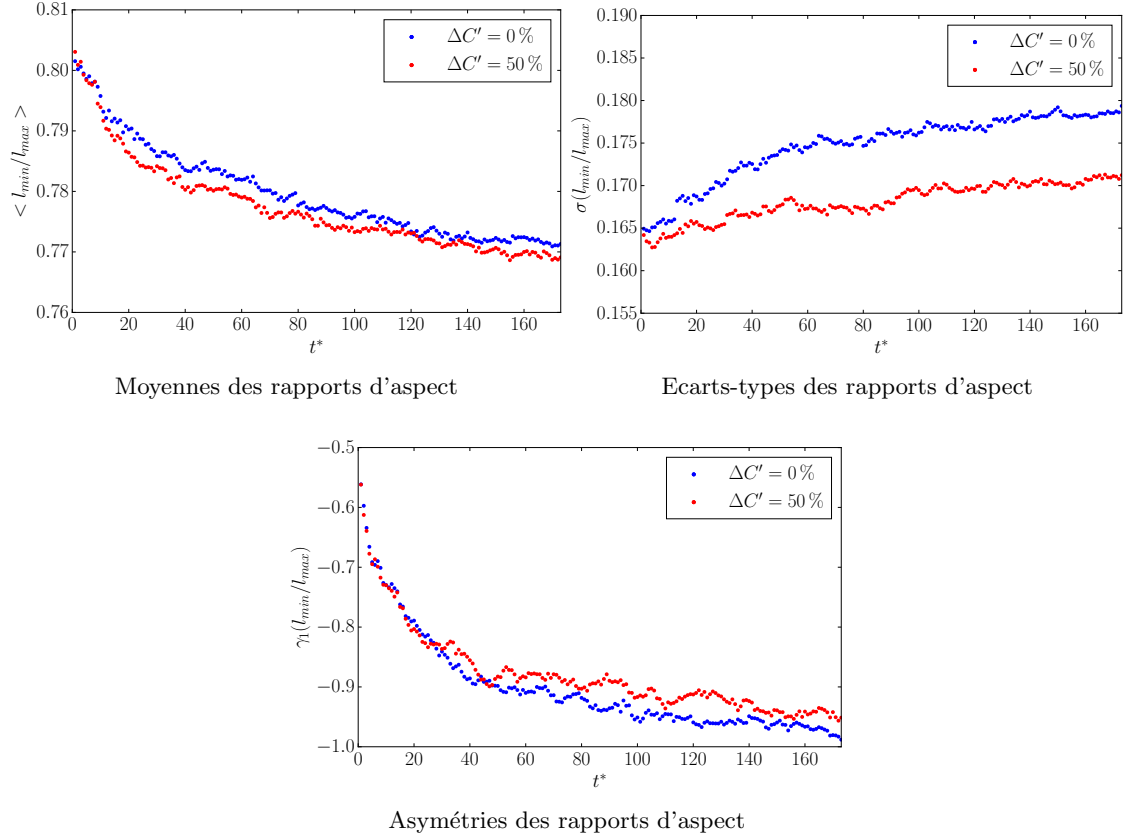 0.80
0.79
0.78
0.77
0.76
< l_min/l_max >
ΔC′ = 0 %
ΔC′ = 50 %
0 20 40 60 80 100 120 140 160
t*
Moyennes des rapports d'aspect
0.190
0.185
0.180
0.175
0.170
0.165
0.160
0.155
σ(l_min/l_max)
ΔC′ = 0 %
ΔC′ = 50 %
0 20 40 60 80 100 120 140 160
t*
Ecarts-types des rapports d'aspect
−0.5
−0.6
−0.7
−0.8
−0.9
−1.0
γ₁(l_min/l_max)
ΔC′ = 0 %
ΔC′ = 50 %
0 20 40 60 80 100 120 140 160
t*
Asymétries des rapports d'aspect